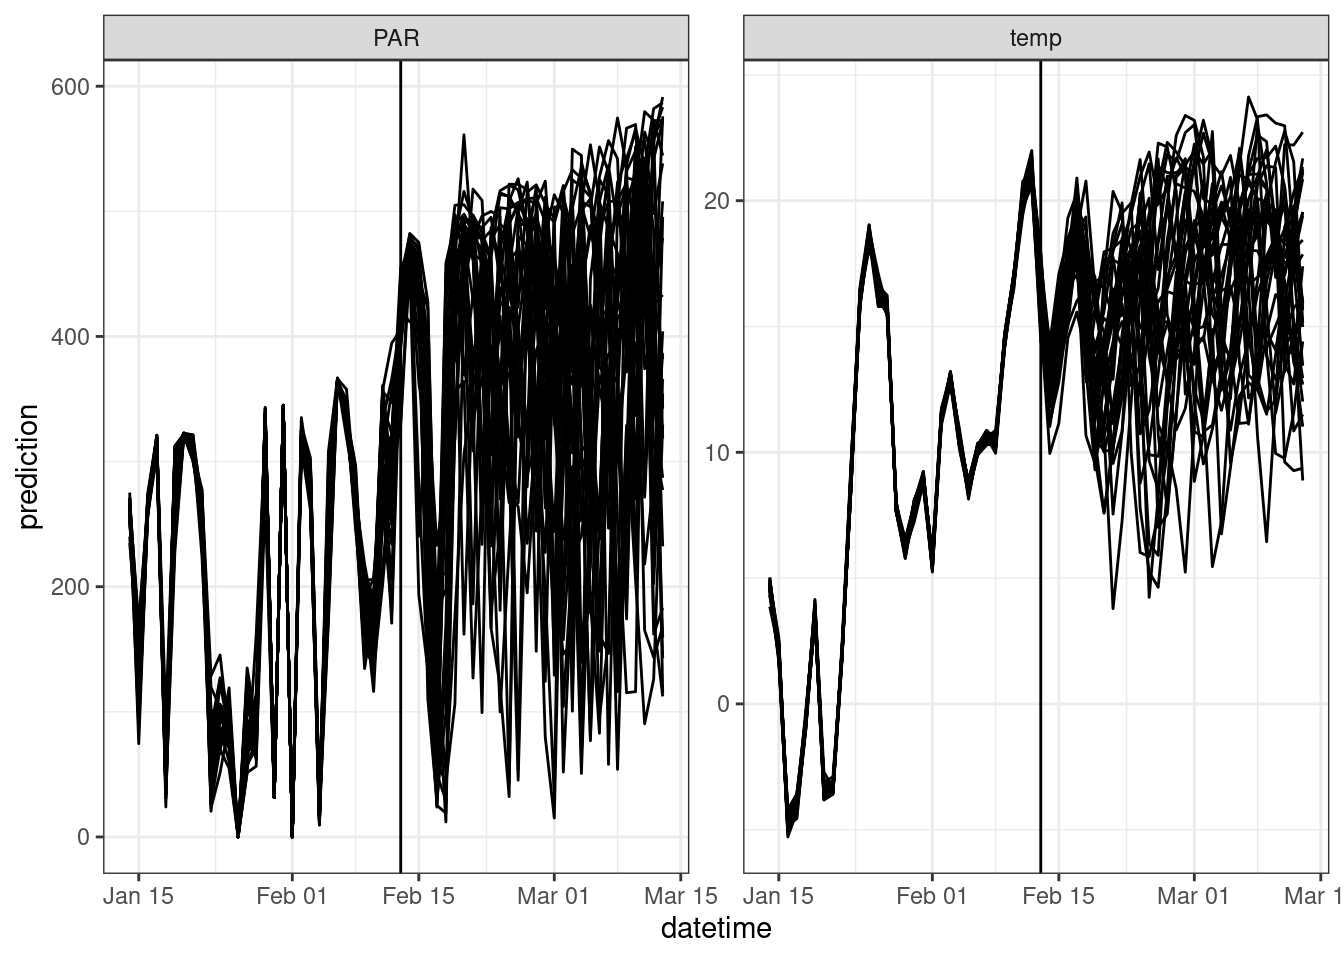 PAR
temp
prediction
600
400
200
0
20
10
0
Jan 15
Feb 01
Feb 15
Mar 01
Mar 15
Jan 15
Feb 01
Feb 15
Mar 01
Mar 1
datetime